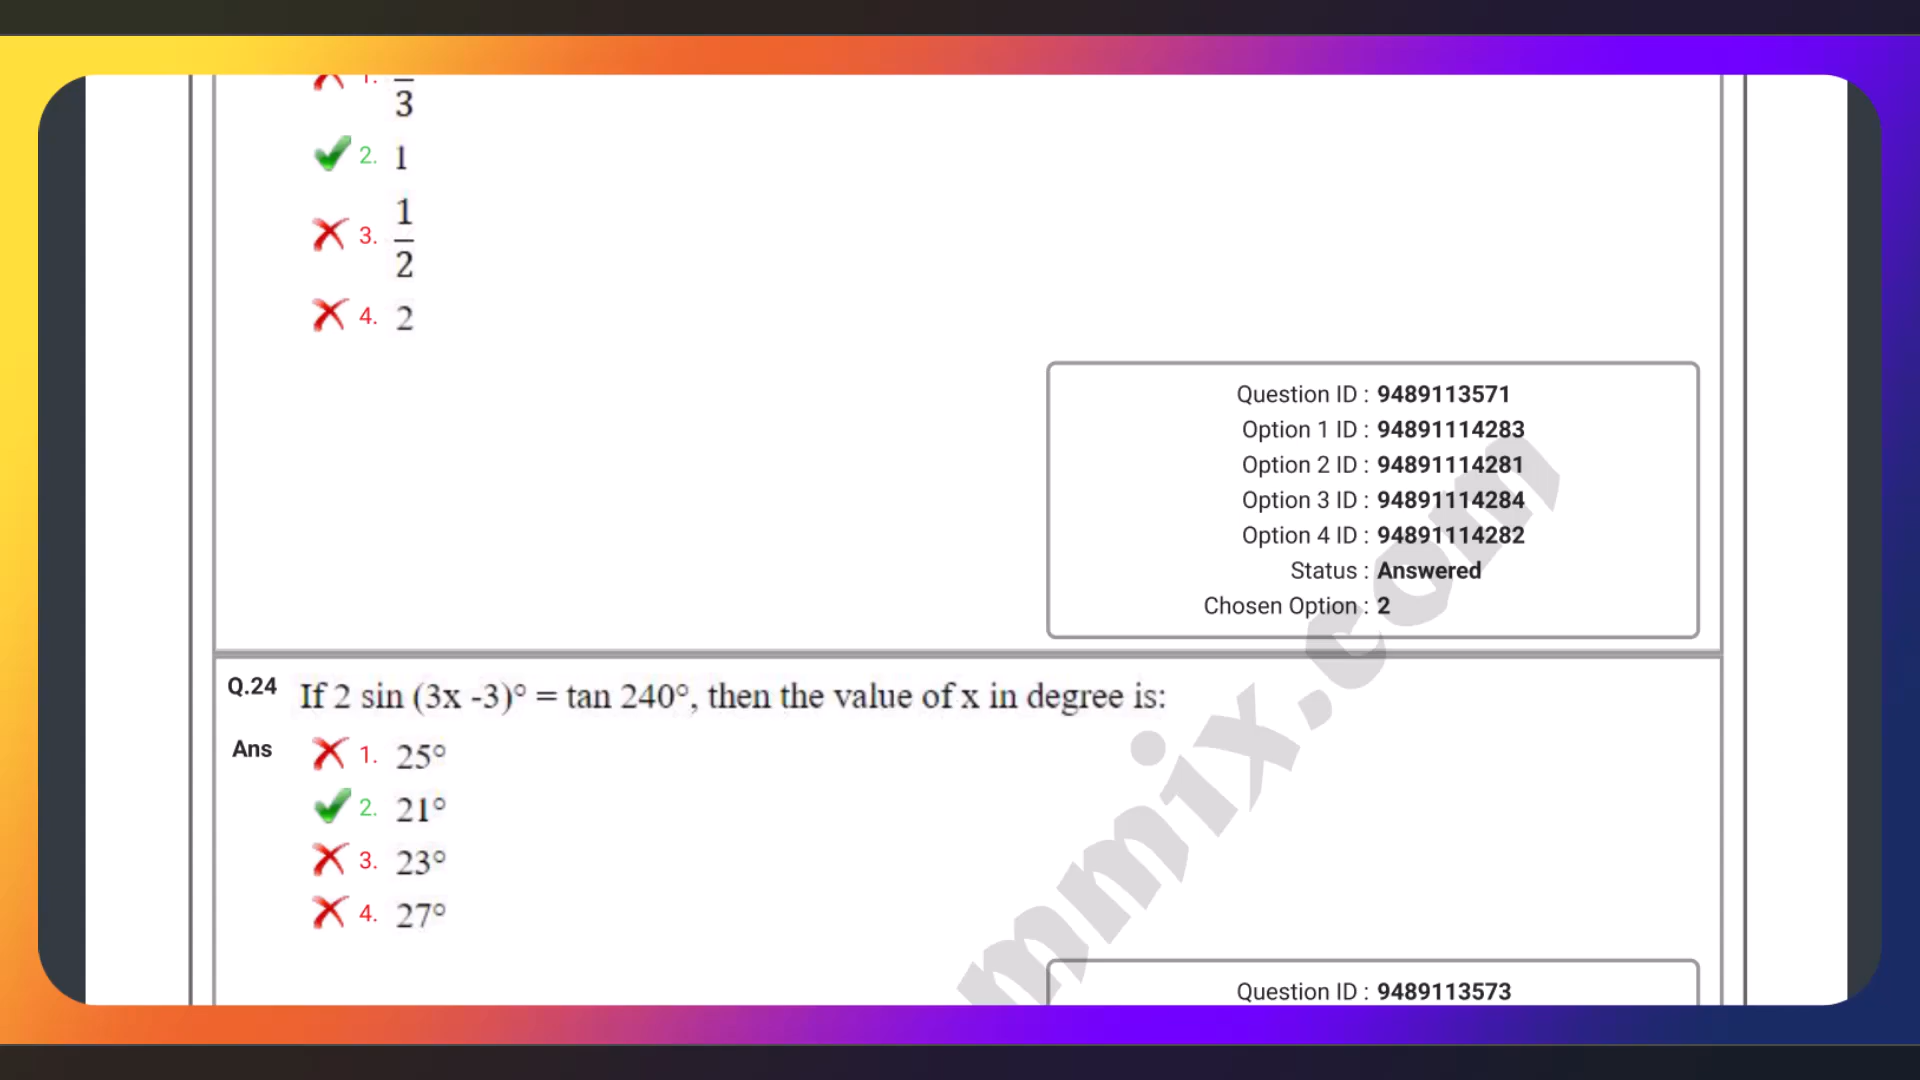 1.
3
2. 1
3. 1
2
4. 2
Question ID : 9489113571
Option 1 ID : 94891114283
Option 2 ID : 94891114281
Option 3 ID : 94891114284
Option 4 ID : 94891114282
Status : Answered
Chosen Option : 2
Q.24 If 2 sin (3x -3)° = tan 240°, then the value of x in degree is:
Ans 1. 25°
2. 21°
3. 23°
4. 27°
mmix.com
Question ID : 9489113573